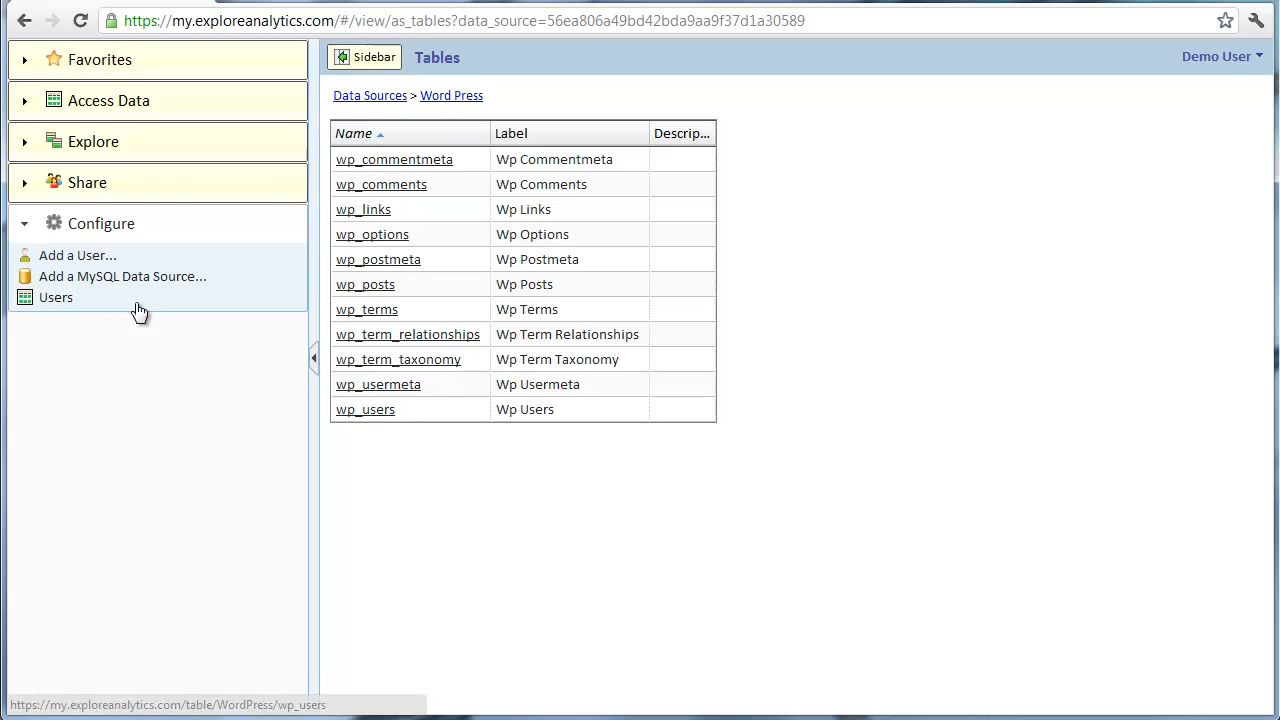 https://my.exploreanalytics.com/#/view/as_tables?data_source=56ea806a49bd42bda9aa9f37d1a30589
Favorites
Access Data
Explore
Share
Configure
Add a User...
Add a MySQL Data Source...
Users
Sidebar
Tables
Demo User
Data Sources > Word Press
Name Label Descrip...
wp_commentmeta Wp Commentmeta
wp_comments Wp Comments
wp_links Wp Links
wp_options Wp Options
wp_postmeta Wp Postmeta
wp_posts Wp Posts
wp_terms Wp Terms
wp_term_relationships Wp Term Relationships
wp_term_taxonomy Wp Term Taxonomy
wp_usermeta Wp Usermeta
wp_users Wp Users
https://my.exploreanalytics.com/table/WordPress/wp_users